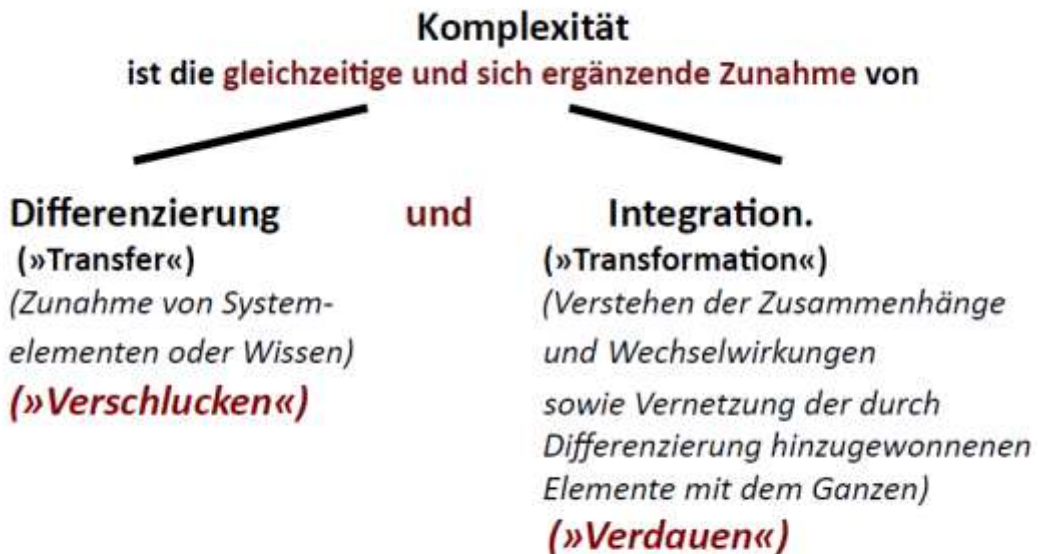 Komplexität
ist die gleichzeitige und sich ergänzende Zunahme von
Differenzierung und Integration.
(»Transfer«)
(Zunahme von System-
elementen oder Wissen)
(»Verschlucken«)
(»Transformation«)
(Verstehen der Zusammenhänge
und Wechselwirkungen
sowie Vernetzung der durch
Differenzierung hinzugewonnenen
Elemente mit dem Ganzen)
(»Verdauen«)